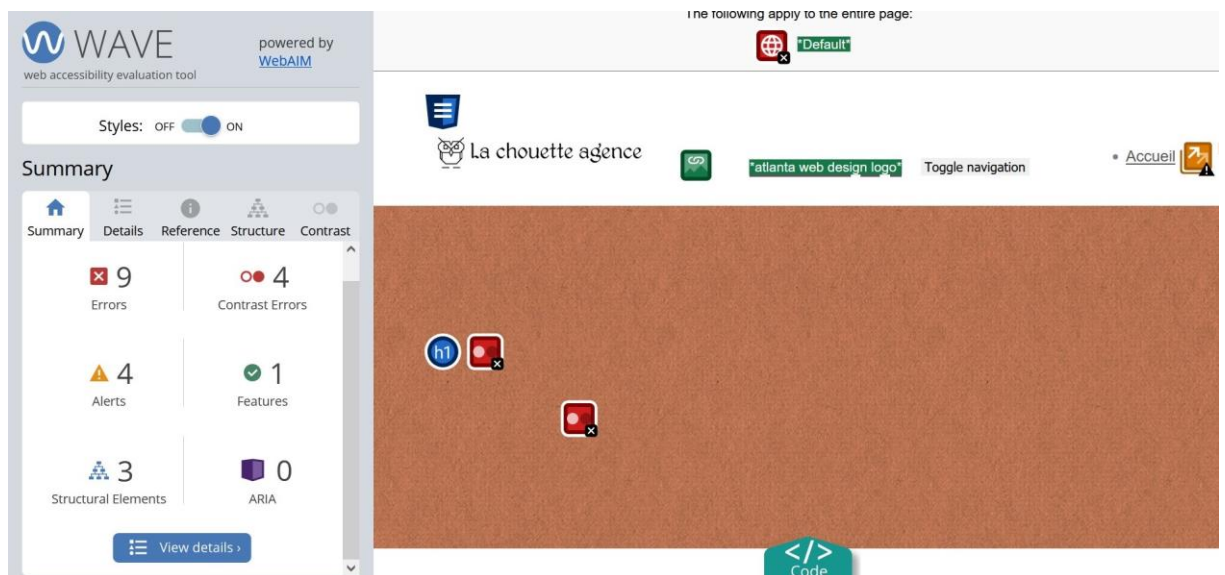 WAVE
powered by
WebAIM
web accessibility evaluation tool
Styles: OFF ON
Summary
Summary Details Reference Structure Contrast
9
Errors
4
Contrast Errors
4
Alerts
1
Features
3
Structural Elements
0
ARIA
View details ›
The following apply to the entire page:
*Default*
La chouette agence
*atlanta web design logo*
Toggle navigation
• Accueil
h1
</>
Code